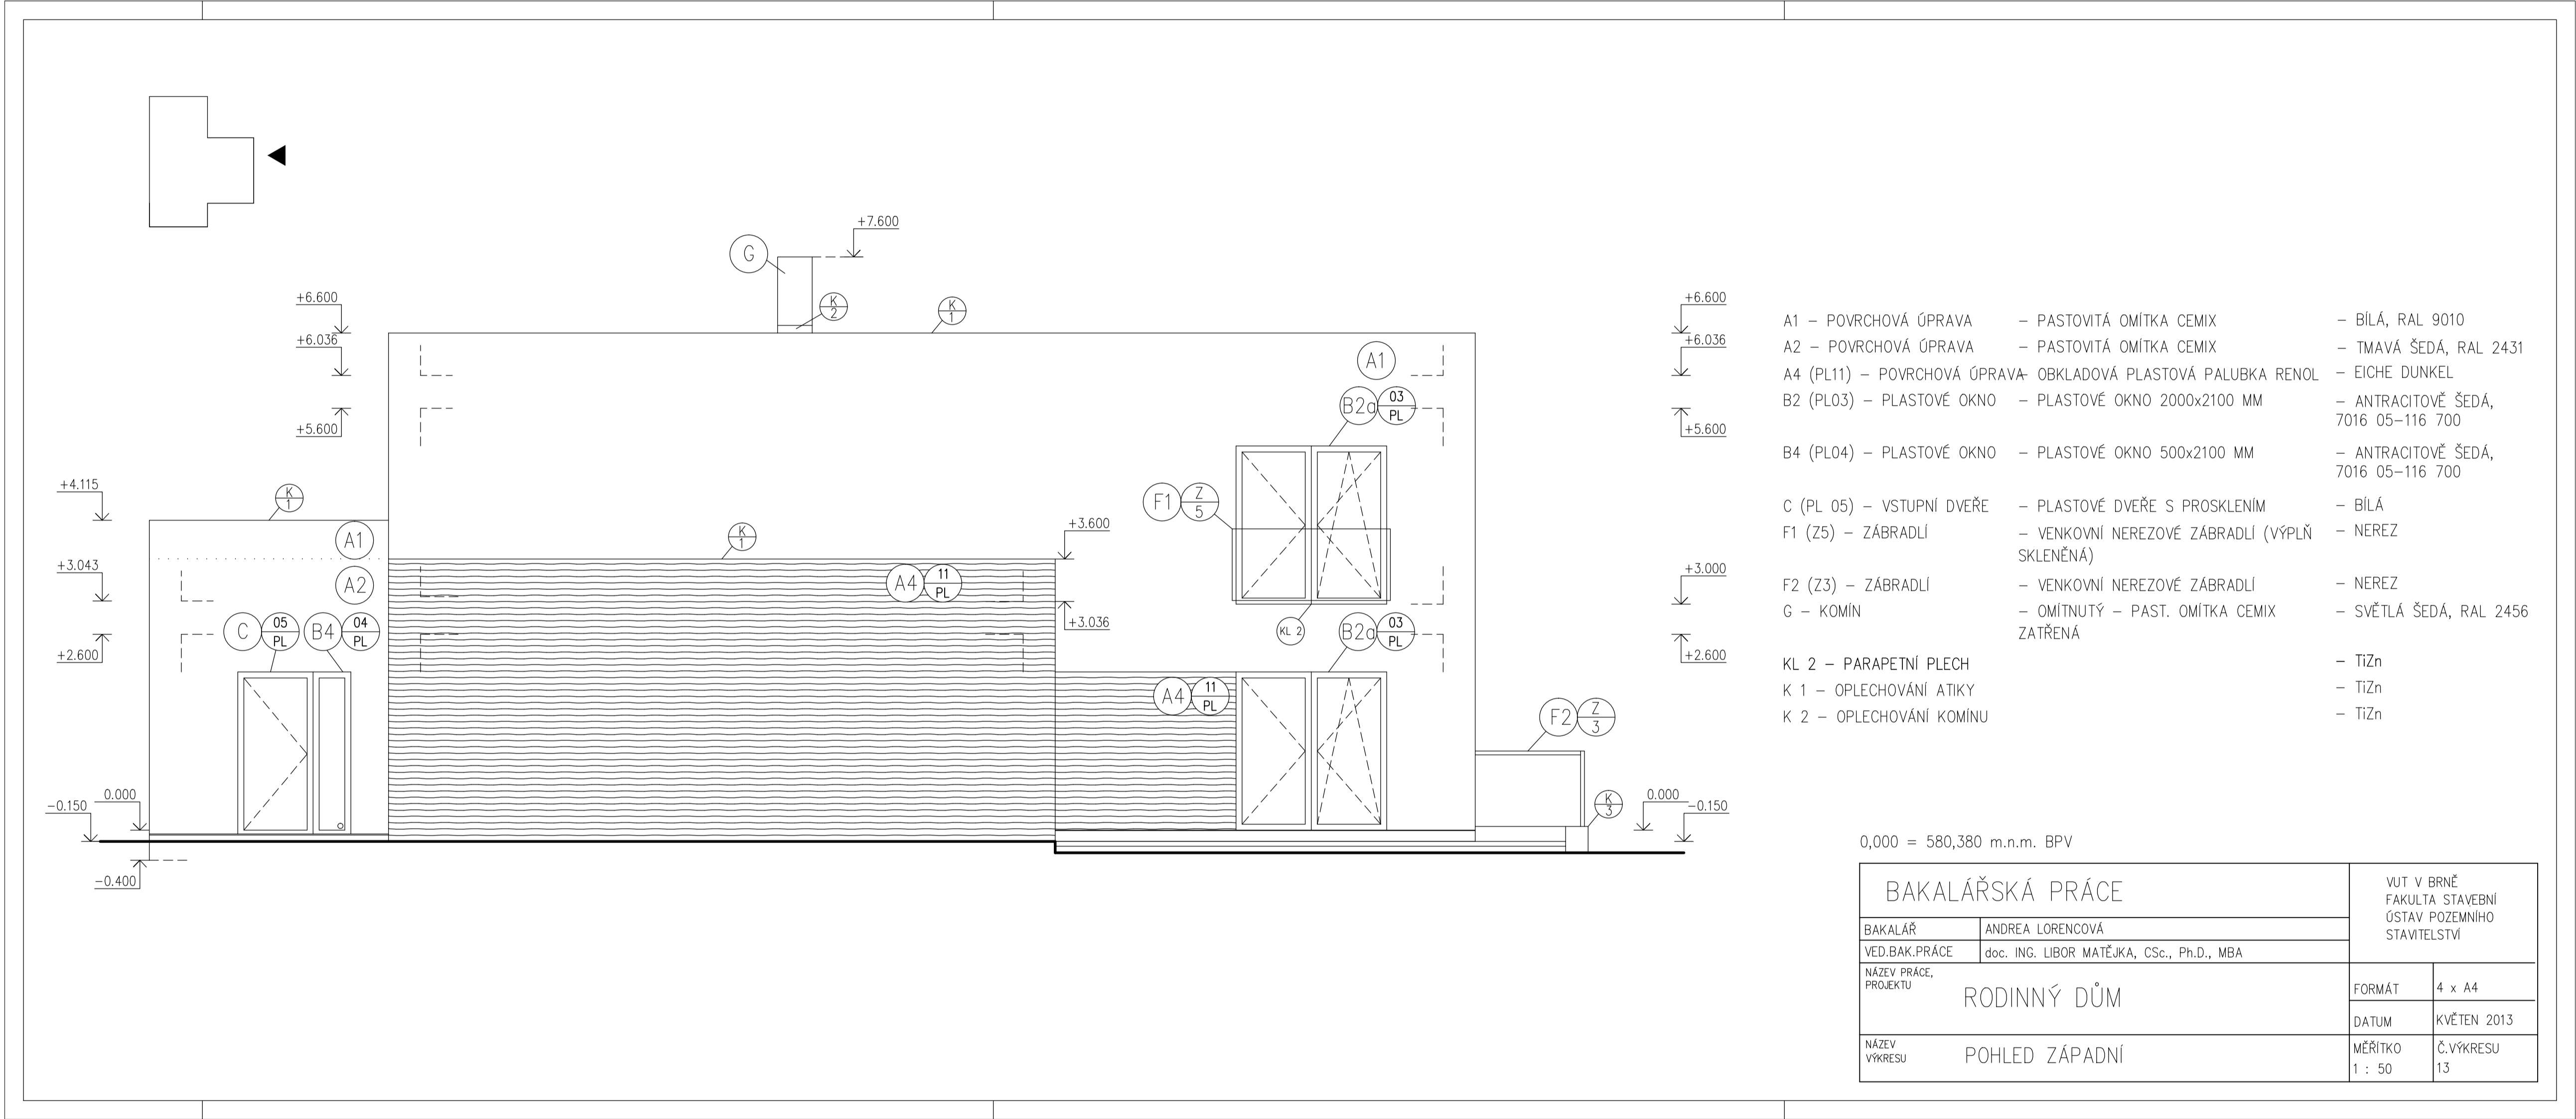 +7.600
G
K
2
K
1
+6.600
+6.036
+5.600
+4.115
K
1
A1
+3.043
A2
C
05
PL
B4
04
PL
+2.600
0.000
-0.150
-0.400
K
1
A4
11
PL
+3.600
+3.036
A1
B2a
03
PL
F1
Z
5
KL 2
B2a
03
PL
A4
11
PL
F2
Z
3
K
3
+6.600
+6.036
+5.600
+3.000
+2.600
0.000
-0.150
A1 – POVRCHOVÁ ÚPRAVA – PASTOVITÁ OMÍTKA CEMIX – BÍLÁ, RAL 9010
A2 – POVRCHOVÁ ÚPRAVA – PASTOVITÁ OMÍTKA CEMIX – TMAVÁ ŠEDÁ, RAL 2431
A4 (PL11) – POVRCHOVÁ ÚPRAVA – OBKLADOVÁ PLASTOVÁ PALUBKA RENOL – EICHE DUNKEL
B2 (PL03) – PLASTOVÉ OKNO – PLASTOVÉ OKNO 2000x2100 MM – ANTRACITOVĚ ŠEDÁ,
7016 05–116 700
B4 (PL04) – PLASTOVÉ OKNO – PLASTOVÉ OKNO 500x2100 MM – ANTRACITOVĚ ŠEDÁ,
7016 05–116 700
C (PL 05) – VSTUPNÍ DVEŘE – PLASTOVÉ DVEŘE S PROSKLENÍM – BÍLÁ
F1 (Z5) – ZÁBRADLÍ – VENKOVNÍ NEREZOVÉ ZÁBRADLÍ (VÝPLŇ – NEREZ
SKLENĚNÁ)
F2 (Z3) – ZÁBRADLÍ – VENKOVNÍ NEREZOVÉ ZÁBRADLÍ – NEREZ
G – KOMÍN – OMÍTNUTÝ – PAST. OMÍTKA CEMIX – SVĚTLÁ ŠEDÁ, RAL 2456
ZATŘENÁ
KL 2 – PARAPETNÍ PLECH – TiZn
K 1 – OPLECHOVÁNÍ ATIKY – TiZn
K 2 – OPLECHOVÁNÍ KOMÍNU – TiZn
0,000 = 580,380 m.n.m. BPV
BAKALÁŘSKÁ PRÁCE
VUT V BRNĚ
FAKULTA STAVEBNÍ
ÚSTAV POZEMNÍHO
STAVITELSTVÍ
BAKALÁŘ ANDREA LORENCOVÁ
VED.BAK.PRÁCE doc. ING. LIBOR MATĚJKA, CSc., Ph.D., MBA
NÁZEV PRÁCE,
PROJEKTU
RODINNÝ DŮM
FORMÁT 4 x A4
DATUM KVĚTEN 2013
NÁZEV
VÝKRESU
POHLED ZÁPADNÍ
MĚŘÍTKO
1 : 50
Č.VÝKRESU
13